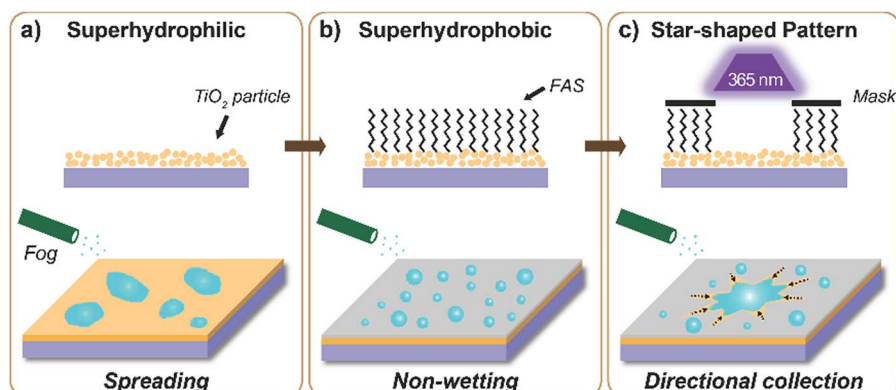 a) Superhydrophilic
TiO₂ particle
Fog
Spreading
b) Superhydrophobic
FAS
Non-wetting
c) Star-shaped Pattern
365 nm
Mask
Directional collection